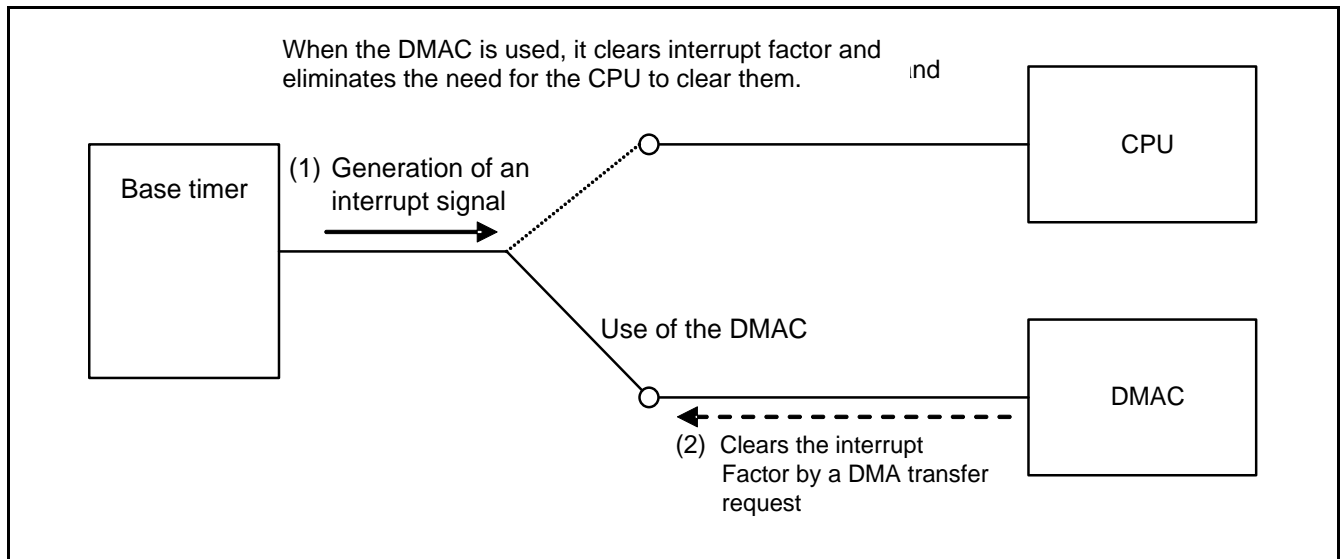 When the DMAC is used, it clears interrupt factor and
eliminates the need for the CPU to clear them.
CPU
Base timer
(1) Generation of an
interrupt signal
Use of the DMAC
DMAC
(2) Clears the interrupt
Factor by a DMA transfer
request